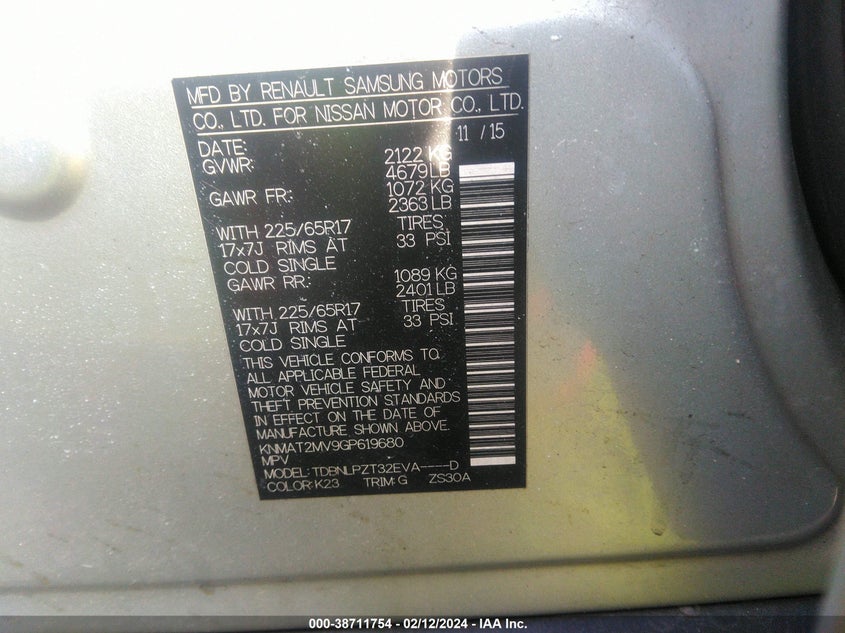 MFD BY RENAULT SAMSUNG MOTORS
CO., LTD. FOR NISSAN MOTOR CO., LTD.
DATE: 11 / 15
GVWR: 2122 KG
4679 LB
GAWR FR: 1072 KG
2363 LB
WITH 225/65R17 TIRES
17x7J RIMS AT 33 PSI
COLD SINGLE
GAWR RR: 1089 KG
2401 LB
WITH 225/65R17 TIRES
17x7J RIMS AT 33 PSI
COLD SINGLE
THIS VEHICLE CONFORMS TO
ALL APPLICABLE FEDERAL
MOTOR VEHICLE SAFETY AND
THEFT PREVENTION STANDARDS
IN EFFECT ON THE DATE OF
MANUFACTURE SHOWN ABOVE.
KNMAT2MV9GP619680
MPV
MODEL: TDBNLPZT32EVA----D
COLOR: K23 TRIM: G ZS30A
000-38711754 - 02/12/2024 - IAA Inc.